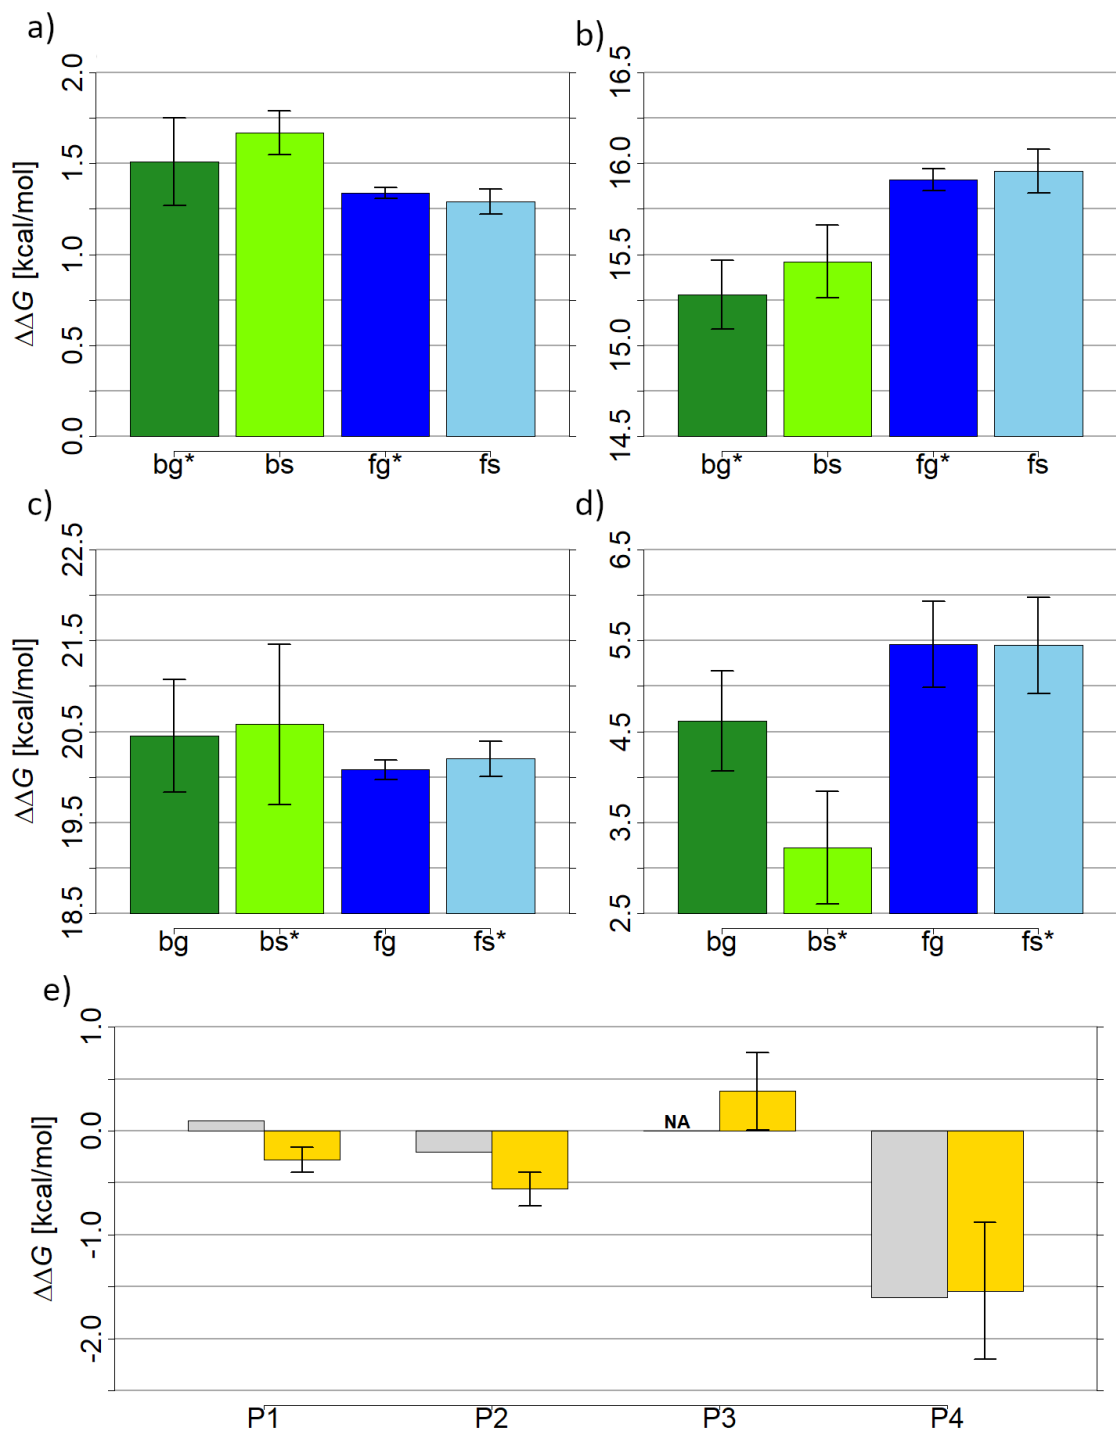 a)
ΔΔG [kcal/mol]
2.0
1.5
1.0
0.5
0.0
bg* bs fg* fs
b)
16.5
16.0
15.5
15.0
14.5
bg* bs fg* fs
c)
ΔΔG [kcal/mol]
22.5
21.5
20.5
19.5
18.5
bg bs* fg fs*
d)
6.5
5.5
4.5
3.5
2.5
bg bs* fg fs*
e)
ΔΔG [kcal/mol]
1.0
0.0
-1.0
-2.0
NA
P1 P2 P3 P4